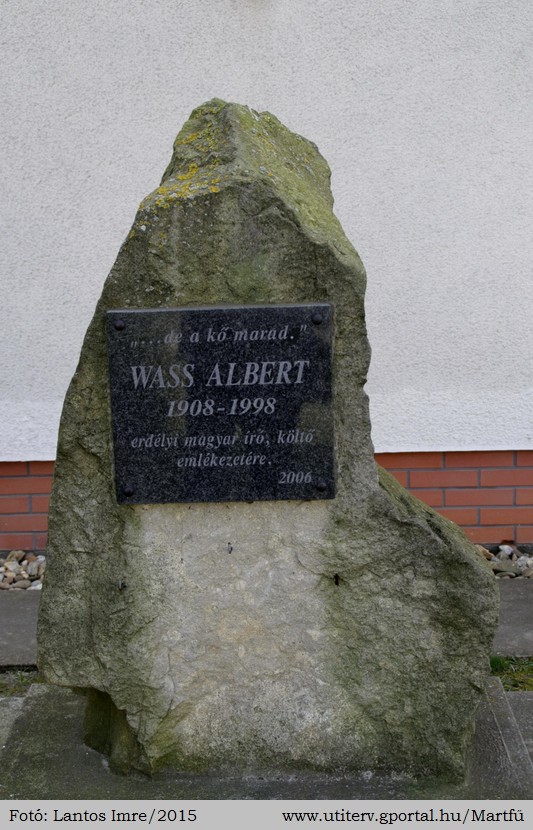 „...de a kő marad."
WASS ALBERT
1908-1998
erdélyi magyar író, költő
emlékezetére.
2006
Fotó: Lantos Imre/2015
www.utiterv.gportal.hu/Martfű